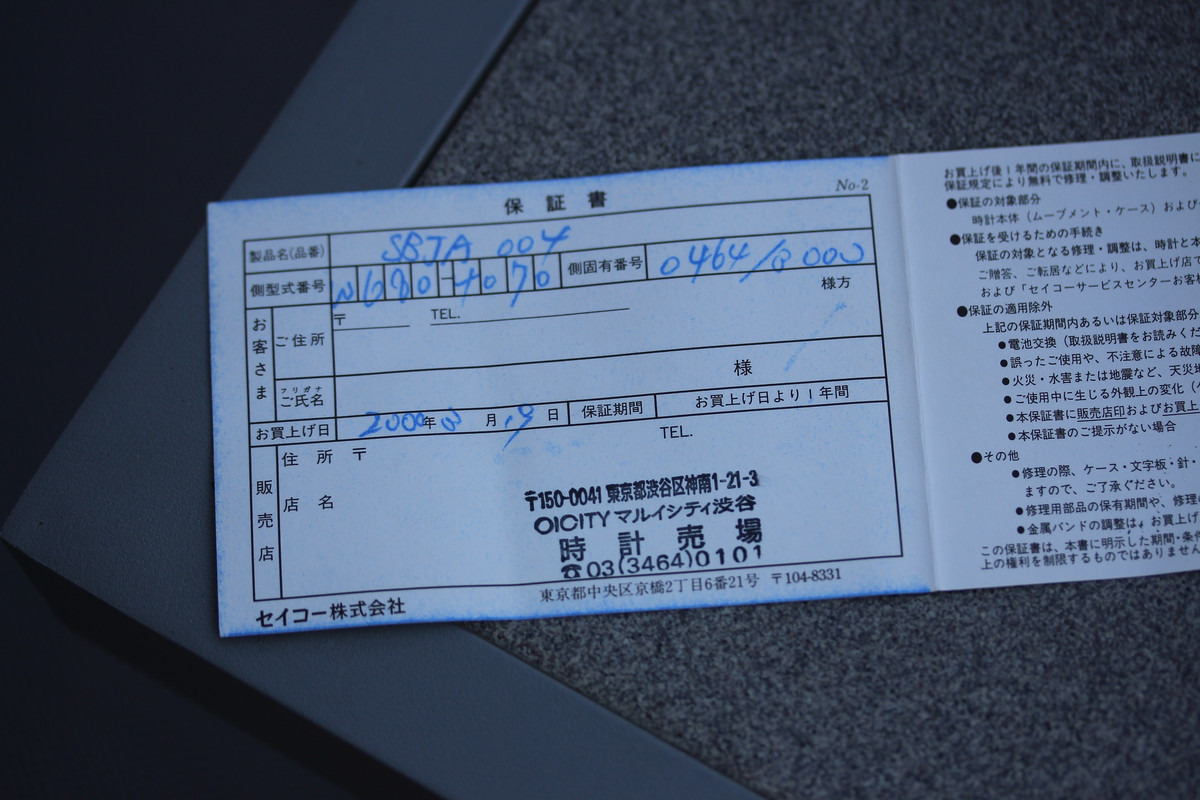 保証書
No-2
製品名(品番) SBJA 004
側型式番号 側固有番号 0464/8000
お客さま
ご住所 〒 TEL. 様方
フリガナ
ご氏名 様
お買上げ日 2000年 8 月 19 日 保証期間 お買上げ日より1年間
販売店
住所 〒 TEL.
店名
〒150-0041 東京都渋谷区神南1-21-3
OICITY マルイシティ渋谷
時計売場
☎03(3464)0101
セイコー株式会社 東京都中央区京橋2丁目6番21号 〒104-8331
お買上げ後1年間の保証期間内に、取扱説明書に
保証規定により無料で修理・調整いたします。
●保証の対象部分
時計本体(ムーブメント・ケース)および
●保証を受けるための手続き
保証の対象となる修理・調整は、時計と本
ご贈答、ご転居などにより、お買上げ店で
および「セイコーサービスセンターお客様
●保証の適用除外
上記の保証期間内あるいは保証対象部分
●電池交換(取扱説明書をお読みくだ
●誤ったご使用や、不注意による故障
●火災・水害または地震など、天災地
●ご使用中に生じる外観上の変化(
●本保証書に販売店印およびお買上
●本保証書のご提示がない場合
●その他
●修理の際、ケース・文字板・針・
ますので、ご了承ください。
●修理用部品の保有期間や、修理
●金属バンドの調整は、お買上げ
この保証書は、本書に明示した期間・条件
上の権利を制限するものではありません